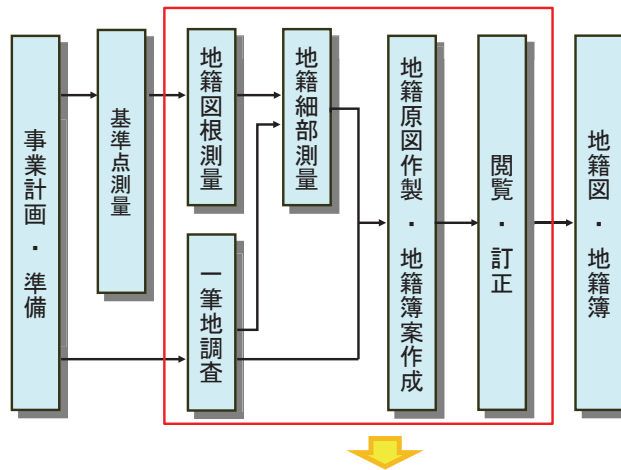 事業計画・準備
基準点測量
地籍図根測量
一筆地調査
地籍細部測量
地籍原図作製・地籍簿案作成
閲覧・訂正
地籍図・地籍簿